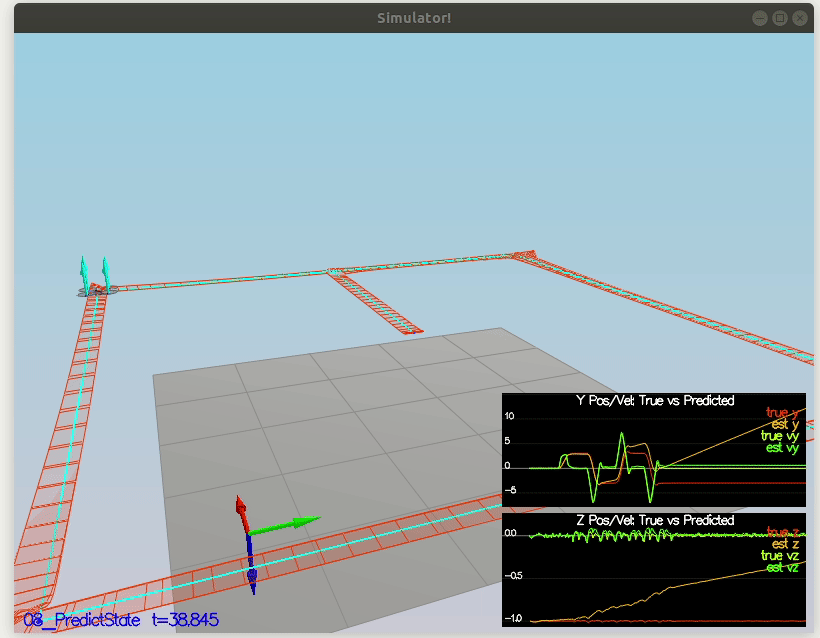 Simulator!
Y Pos/Vel: True vs Predicted
true y
10
est y
true vy
5
est vy
0
-5
Z Pos/Vel: True vs Predicted
0.0
true z
est z
true vz
est vz
-0.5
-1.0
08_PredictState t=38.845